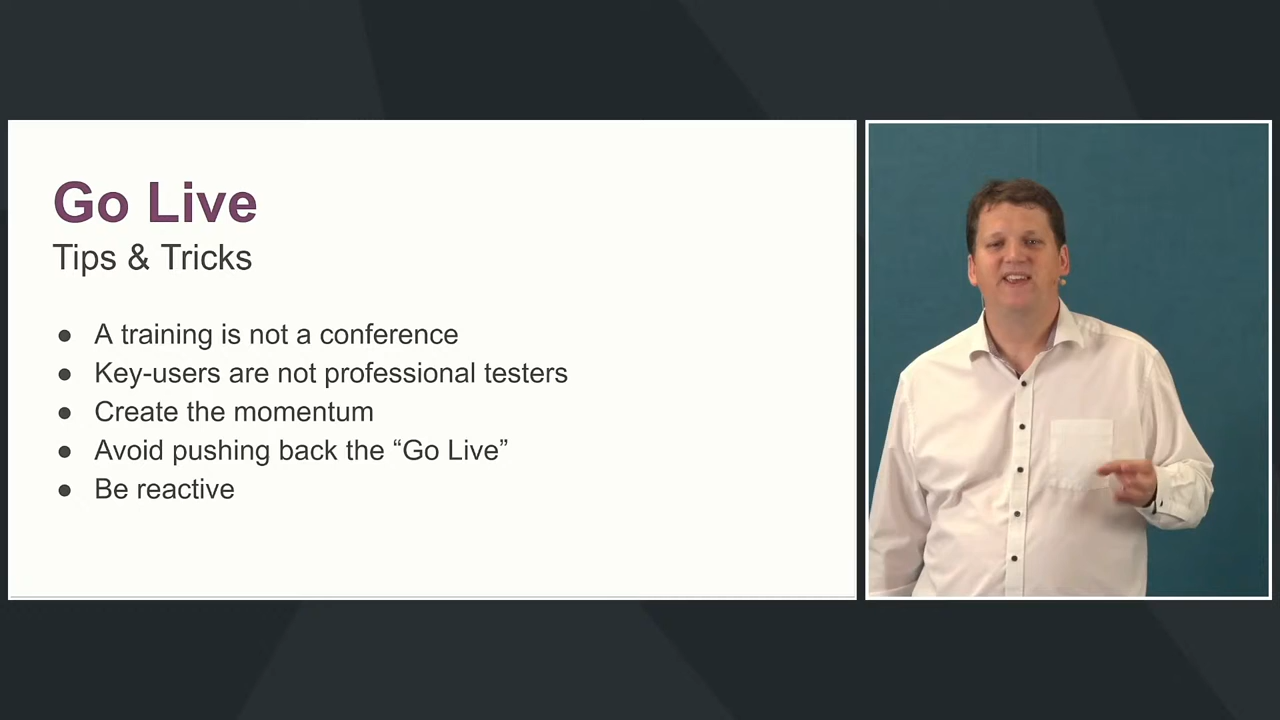 Go Live
Tips & Tricks
● A training is not a conference
● Key-users are not professional testers
● Create the momentum
● Avoid pushing back the “Go Live”
● Be reactive